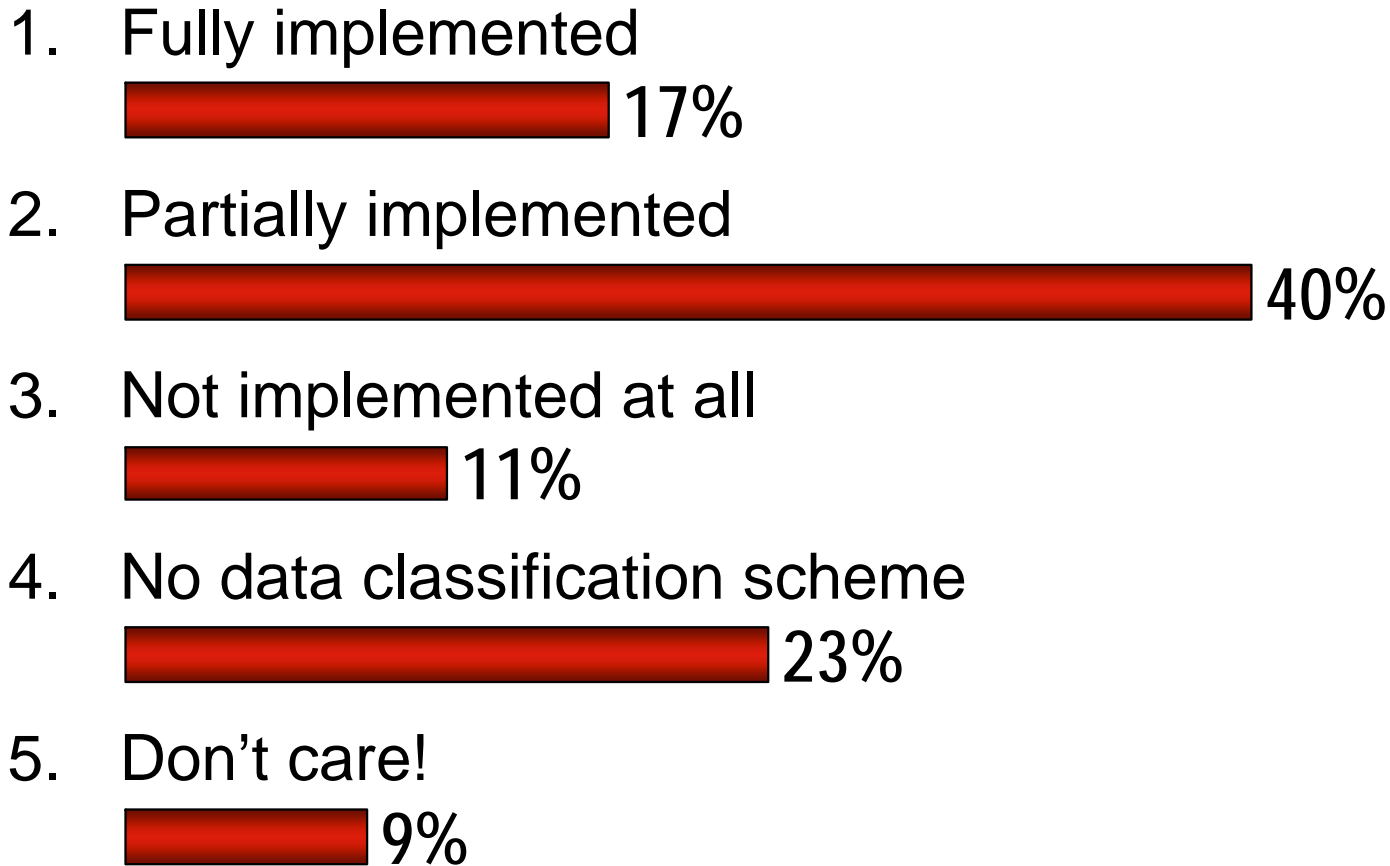 1. Fully implemented
17%
2. Partially implemented
40%
3. Not implemented at all
11%
4. No data classification scheme
23%
5. Don’t care!
9%